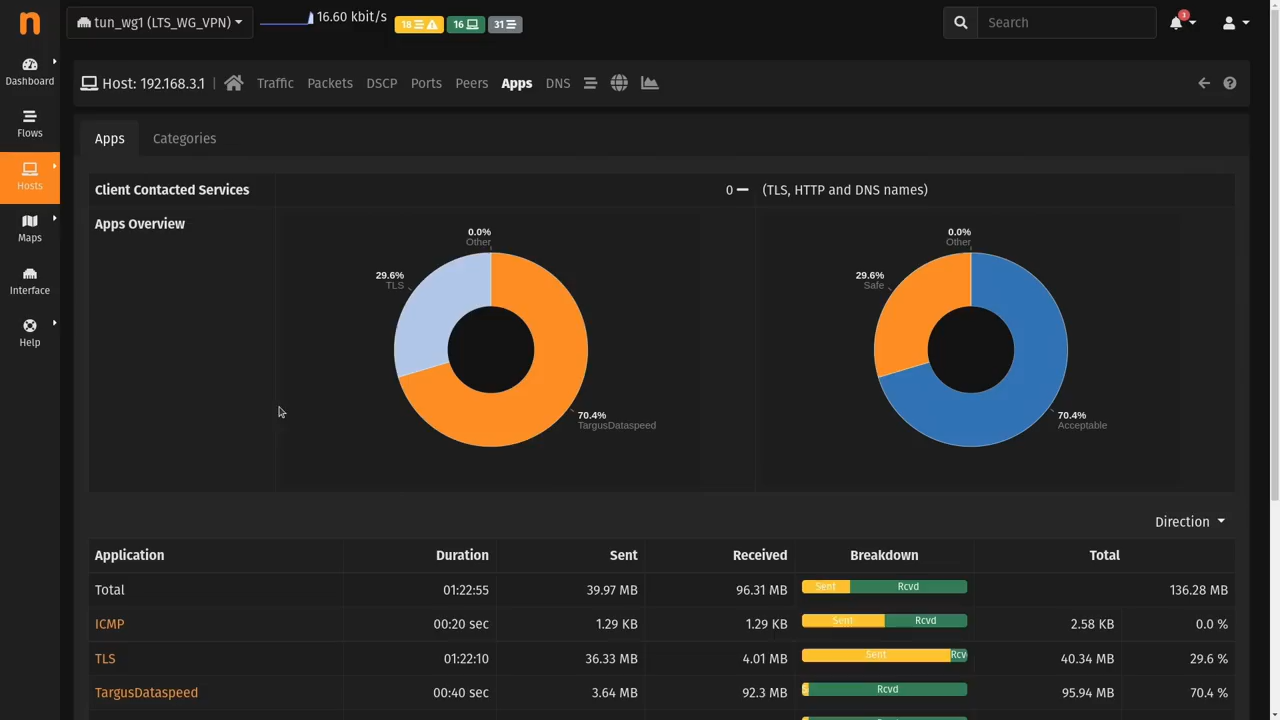 n
tun_wg1 (LTS_WG_VPN)
16.60 kbit/s
18
16
31
Search
3
Dashboard
Flows
Hosts
Maps
Interface
Help
Host: 192.168.3.1 |
Traffic
Packets
DSCP
Ports
Peers
Apps
DNS
Apps
Categories
Client Contacted Services
0
(TLS, HTTP and DNS names)
Apps Overview
0.0%
Other
29.6%
TLS
70.4%
TargusDataspeed
0.0%
Other
29.6%
Safe
70.4%
Acceptable
Direction
Application Duration Sent Received Breakdown Total
Total 01:22:55 39.97 MB 96.31 MB Sent Rcvd 136.28 MB
ICMP 00:20 sec 1.29 KB 1.29 KB Sent Rcvd 2.58 KB 0.0 %
TLS 01:22:10 36.33 MB 4.01 MB Sent Rcv 40.34 MB 29.6 %
TargusDataspeed 00:40 sec 3.64 MB 92.3 MB S Rcvd 95.94 MB 70.4 %